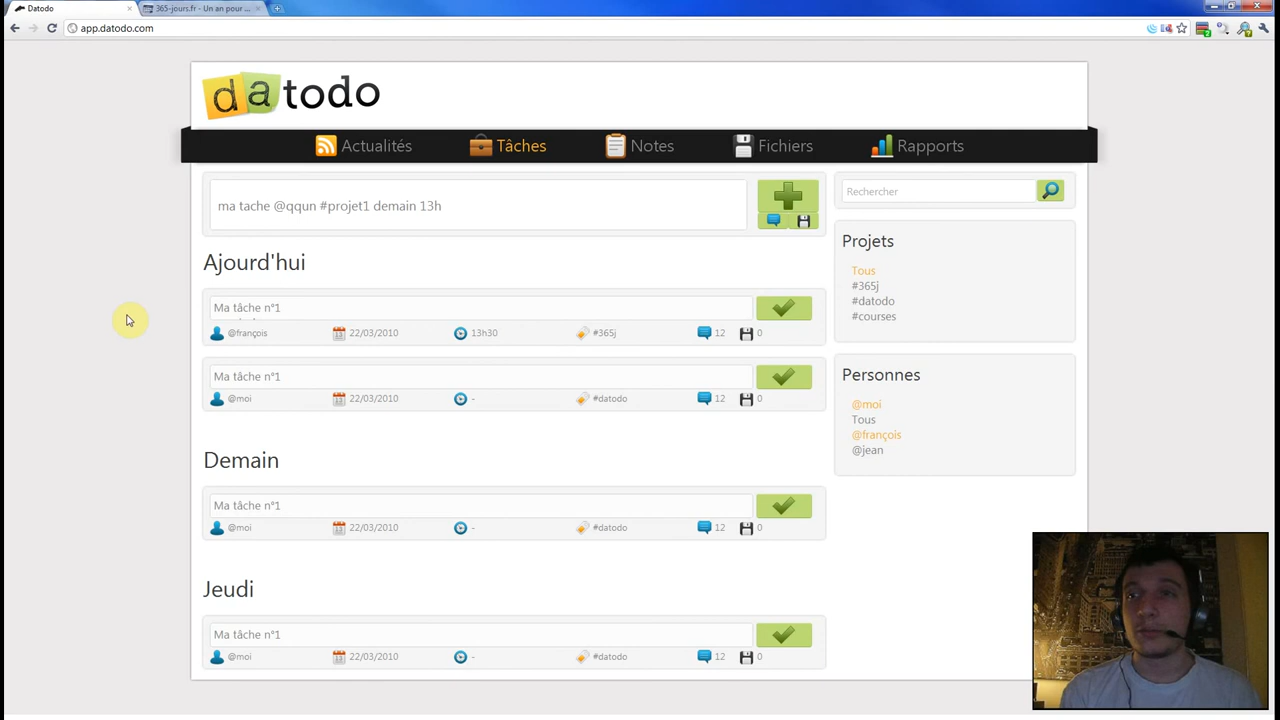 Datodo
365-jours.fr - Un an pour ...
app.datodo.com
datodo
Actualités
Tâches
Notes
Fichiers
Rapports
ma tache @qqun #projet1 demain 13h
Rechercher
Ajourd'hui
Ma tâche n°1
@françois 22/03/2010 13h30 #365j 12 0
Ma tâche n°1
@moi 22/03/2010 - #datodo 12 0
Demain
Ma tâche n°1
@moi 22/03/2010 - #datodo 12 0
Jeudi
Ma tâche n°1
@moi 22/03/2010 - #datodo 12 0
Projets
Tous
#365j
#datodo
#courses
Personnes
@moi
Tous
@françois
@jean